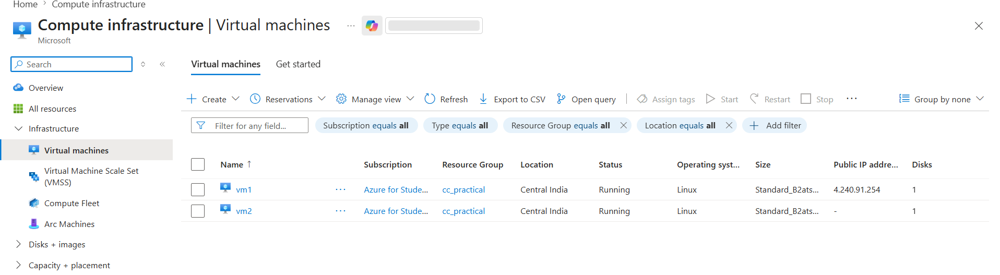 Home > Compute infrastructure
Compute infrastructure | Virtual machines ...
Microsoft
Search
Overview
All resources
Infrastructure
Virtual machines
Virtual Machine Scale Set
(VMSS)
Compute Fleet
Arc Machines
Disks + images
Capacity + placement
Virtual machines Get started
Create Reservations Manage view Refresh Export to CSV Open query Assign tags Start Restart Stop ... Group by none
Filter for any field... Subscription equals all Type equals all Resource Group equals all Location equals all Add filter
Name ↑ Subscription Resource Group Location Status Operating syst... Size Public IP addre... Disks
vm1 ... Azure for Stude... cc_practical Central India Running Linux Standard_B2ats... 4.240.91.254 1
vm2 ... Azure for Stude... cc_practical Central India Running Linux Standard_B2ats... - 1